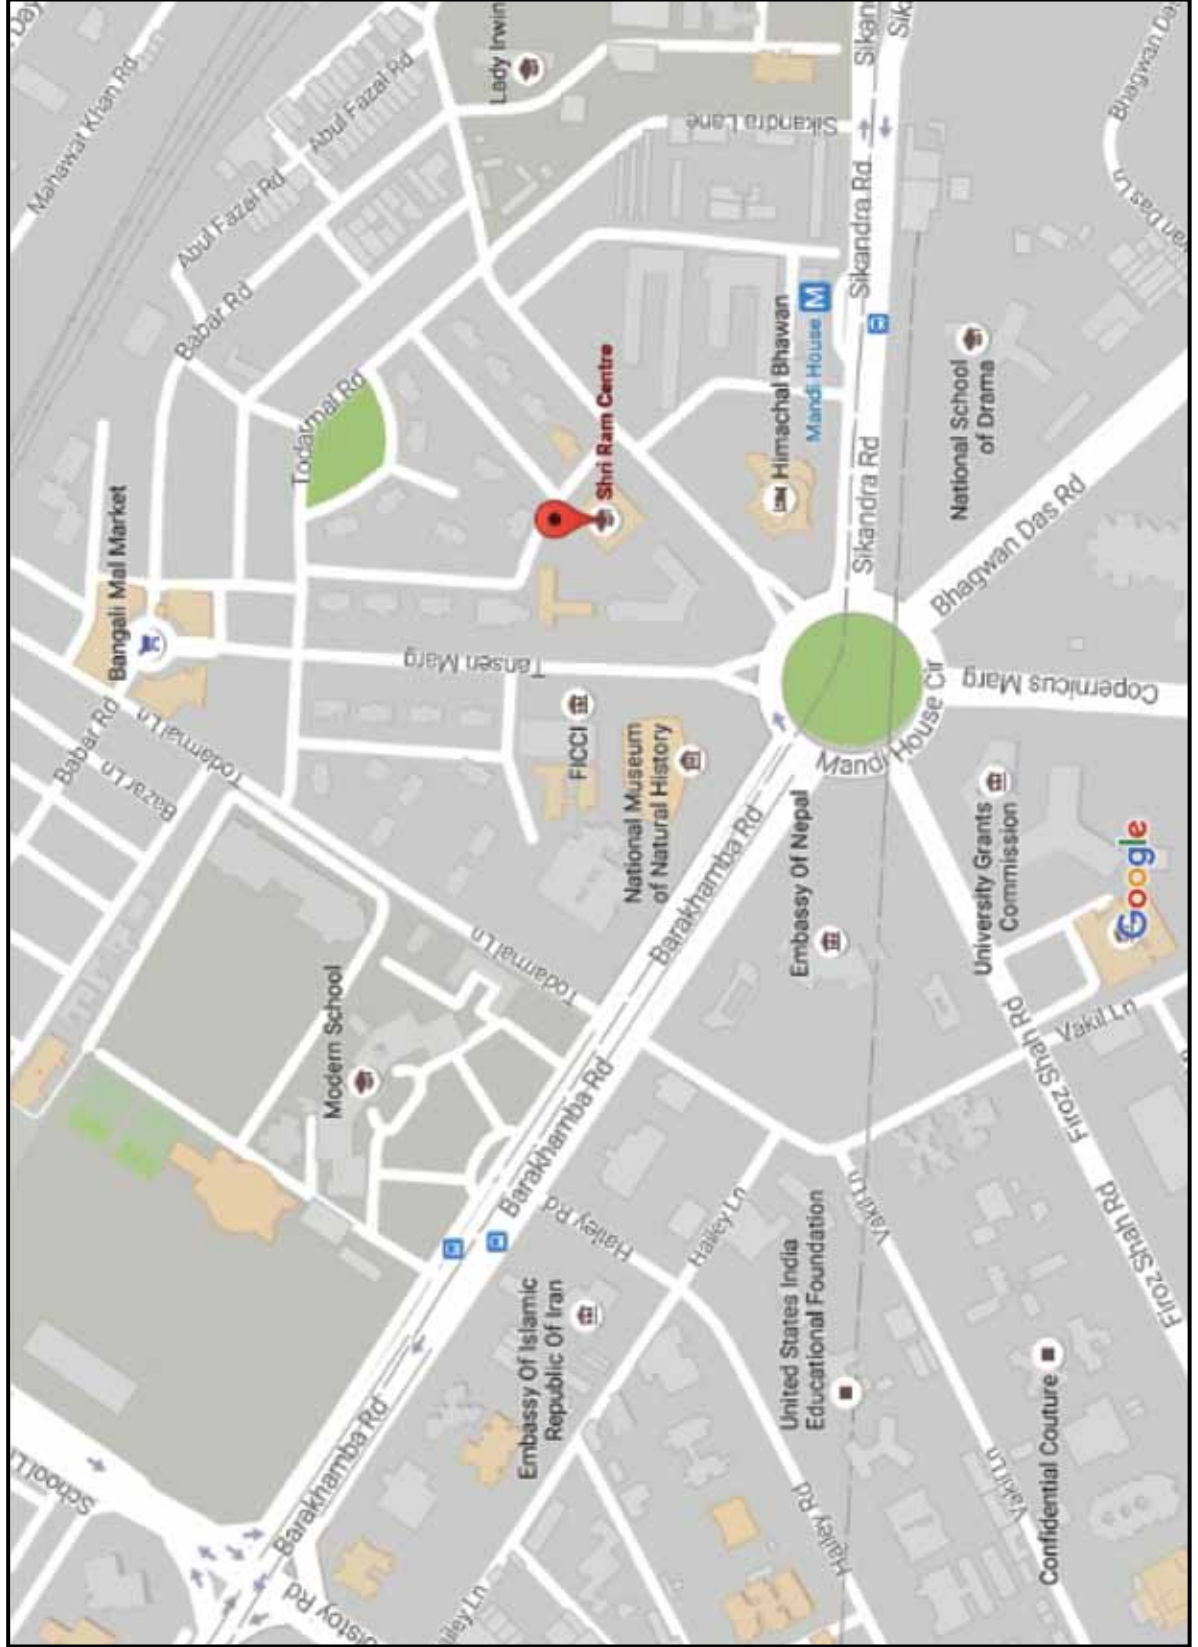 Mahawat Khan Rd
Abul Fazal Rd
Abul Fazal Rd
Babar Rd
Todarmal Rd
Lady Irwin
Sikandra Lane
Sikandra Rd
Sikandra Rd
Sikandra Rd
Bhagwan Das Ln
Shri Ram Centre
Himachal Bhawan
Mandi House
M
National School
of Drama
Bhagwan Das Rd
Bangali Mal Market
Tansen Marg
Copernicus Marg
Mandi House Cir
Babar Rd
Bazar Ln
Todarmal Ln
FICCI
National Museum
of Natural History
Barakhamba Rd
Embassy Of Nepal
University Grants
Commission
Google
Todarmal Ln
Modern School
Barakhamba Rd
Vakil Ln
Firoz Shah Rd
Firoz Shah Rd
Hailey Rd
Hailey Ln
Vakil Ln
Embassy Of Islamic
Republic Of Iran
United States India
Educational Foundation
Confidential Couture
Barakhamba Rd
Hailey Rd
Vakil Ln